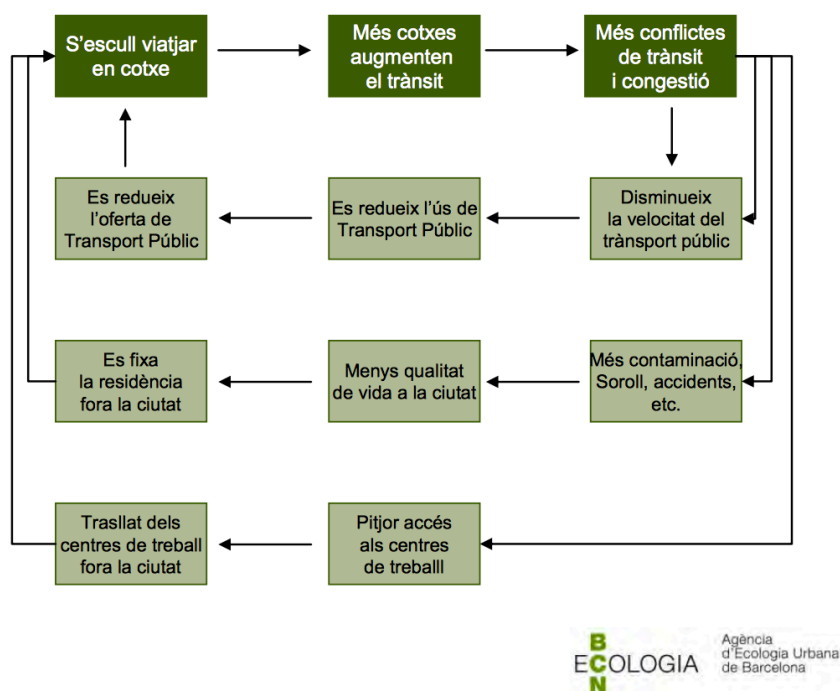 S’escull viatjar
en cotxe
Més cotxes
augmenten
el trànsit
Més conflictes
de trànsit
i congestió
Es redueix
l’oferta de
Transport Públic
Es redueix l’ús de
Transport Públic
Disminueix
la velocitat del
trànsport públic
Es fixa
la residència
fora la ciutat
Menys qualitat
de vida a la ciutat
Més contaminació,
Soroll, accidents,
etc.
Trasllat dels
centres de treball
fora la ciutat
Pitjor accés
als centres
de treballl
BCN
ECOLOGIA
Agència
d’Ecologia Urbana
de Barcelona